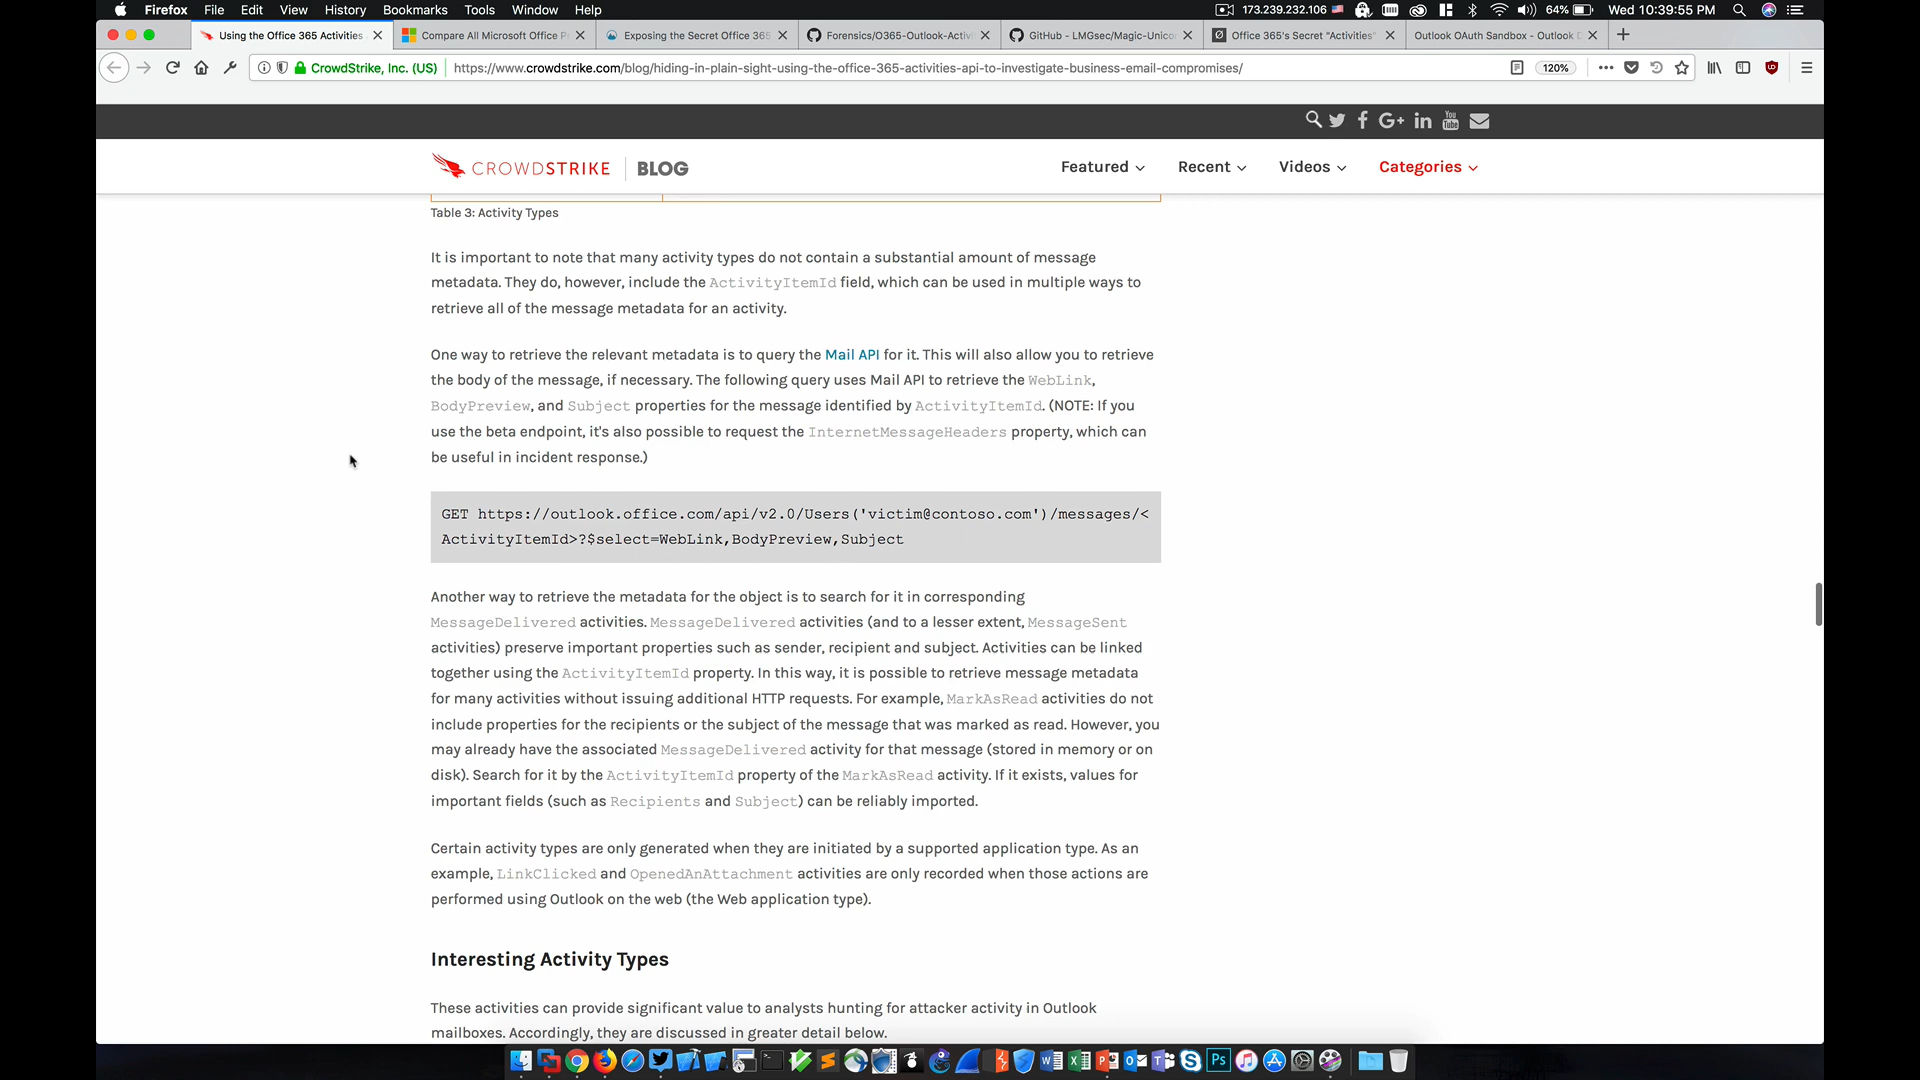 Firefox File Edit View History Bookmarks Tools Window Help 173.239.232.106 64% Wed 10:39:55 PM
Using the Office 365 Activities Compare All Microsoft Office P Exposing the Secret Office 365 Forensics/O365-Outlook-Activi GitHub - LMGsec/Magic-Unico Office 365's Secret "Activities" Outlook OAuth Sandbox - Outlook D
CrowdStrike, Inc. (US) https://www.crowdstrike.com/blog/hiding-in-plain-sight-using-the-office-365-activities-api-to-investigate-business-email-compromises/ 120%
CROWDSTRIKE BLOG Featured Recent Videos Categories
Table 3: Activity Types
It is important to note that many activity types do not contain a substantial amount of message
metadata. They do, however, include the ActivityItemId field, which can be used in multiple ways to
retrieve all of the message metadata for an activity.
One way to retrieve the relevant metadata is to query the Mail API for it. This will also allow you to retrieve
the body of the message, if necessary. The following query uses Mail API to retrieve the WebLink,
BodyPreview, and Subject properties for the message identified by ActivityItemId. (NOTE: If you
use the beta endpoint, it's also possible to request the InternetMessageHeaders property, which can
be useful in incident response.)
GET https://outlook.office.com/api/v2.0/Users('victim@contoso.com')/messages/<
ActivityItemId>?$select=WebLink,BodyPreview,Subject
Another way to retrieve the metadata for the object is to search for it in corresponding
MessageDelivered activities. MessageDelivered activities (and to a lesser extent, MessageSent
activities) preserve important properties such as sender, recipient and subject. Activities can be linked
together using the ActivityItemId property. In this way, it is possible to retrieve message metadata
for many activities without issuing additional HTTP requests. For example, MarkAsRead activities do not
include properties for the recipients or the subject of the message that was marked as read. However, you
may already have the associated MessageDelivered activity for that message (stored in memory or on
disk). Search for it by the ActivityItemId property of the MarkAsRead activity. If it exists, values for
important fields (such as Recipients and Subject) can be reliably imported.
Certain activity types are only generated when they are initiated by a supported application type. As an
example, LinkClicked and OpenedAnAttachment activities are only recorded when those actions are
performed using Outlook on the web (the Web application type).
Interesting Activity Types
These activities can provide significant value to analysts hunting for attacker activity in Outlook
mailboxes. Accordingly, they are discussed in greater detail below.